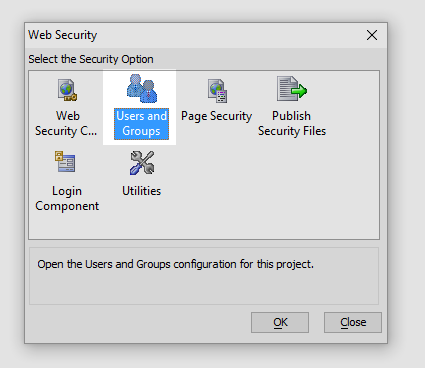 Web Security
Select the Security Option
Web
Security C...
Users and
Groups
Page Security
Publish
Security Files
Login
Component
Utilities
Open the Users and Groups configuration for this project.
OK
Close